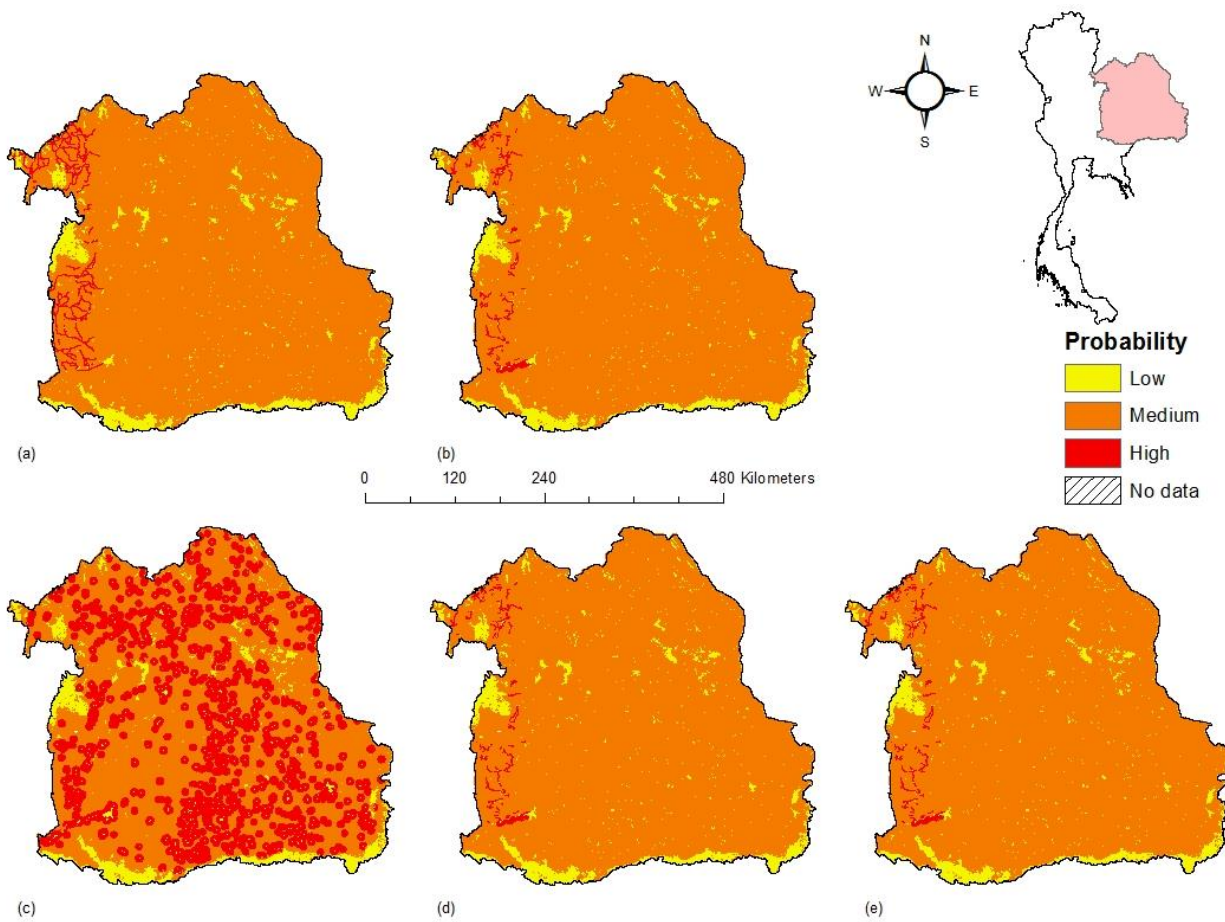 N
W E
S
Probability
Low
Medium
High
No data
(a) (b)
0 120 240 480 Kilometers
(c) (d) (e)